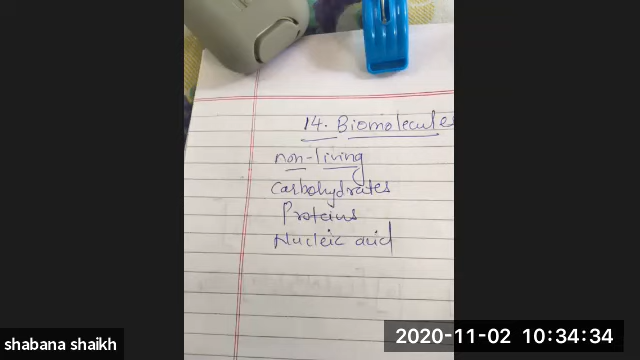 14. Biomolecule
non-living
Carbohydrates
Proteins
Nucleic acid
shabana shaikh
2020-11-02 10:34:34